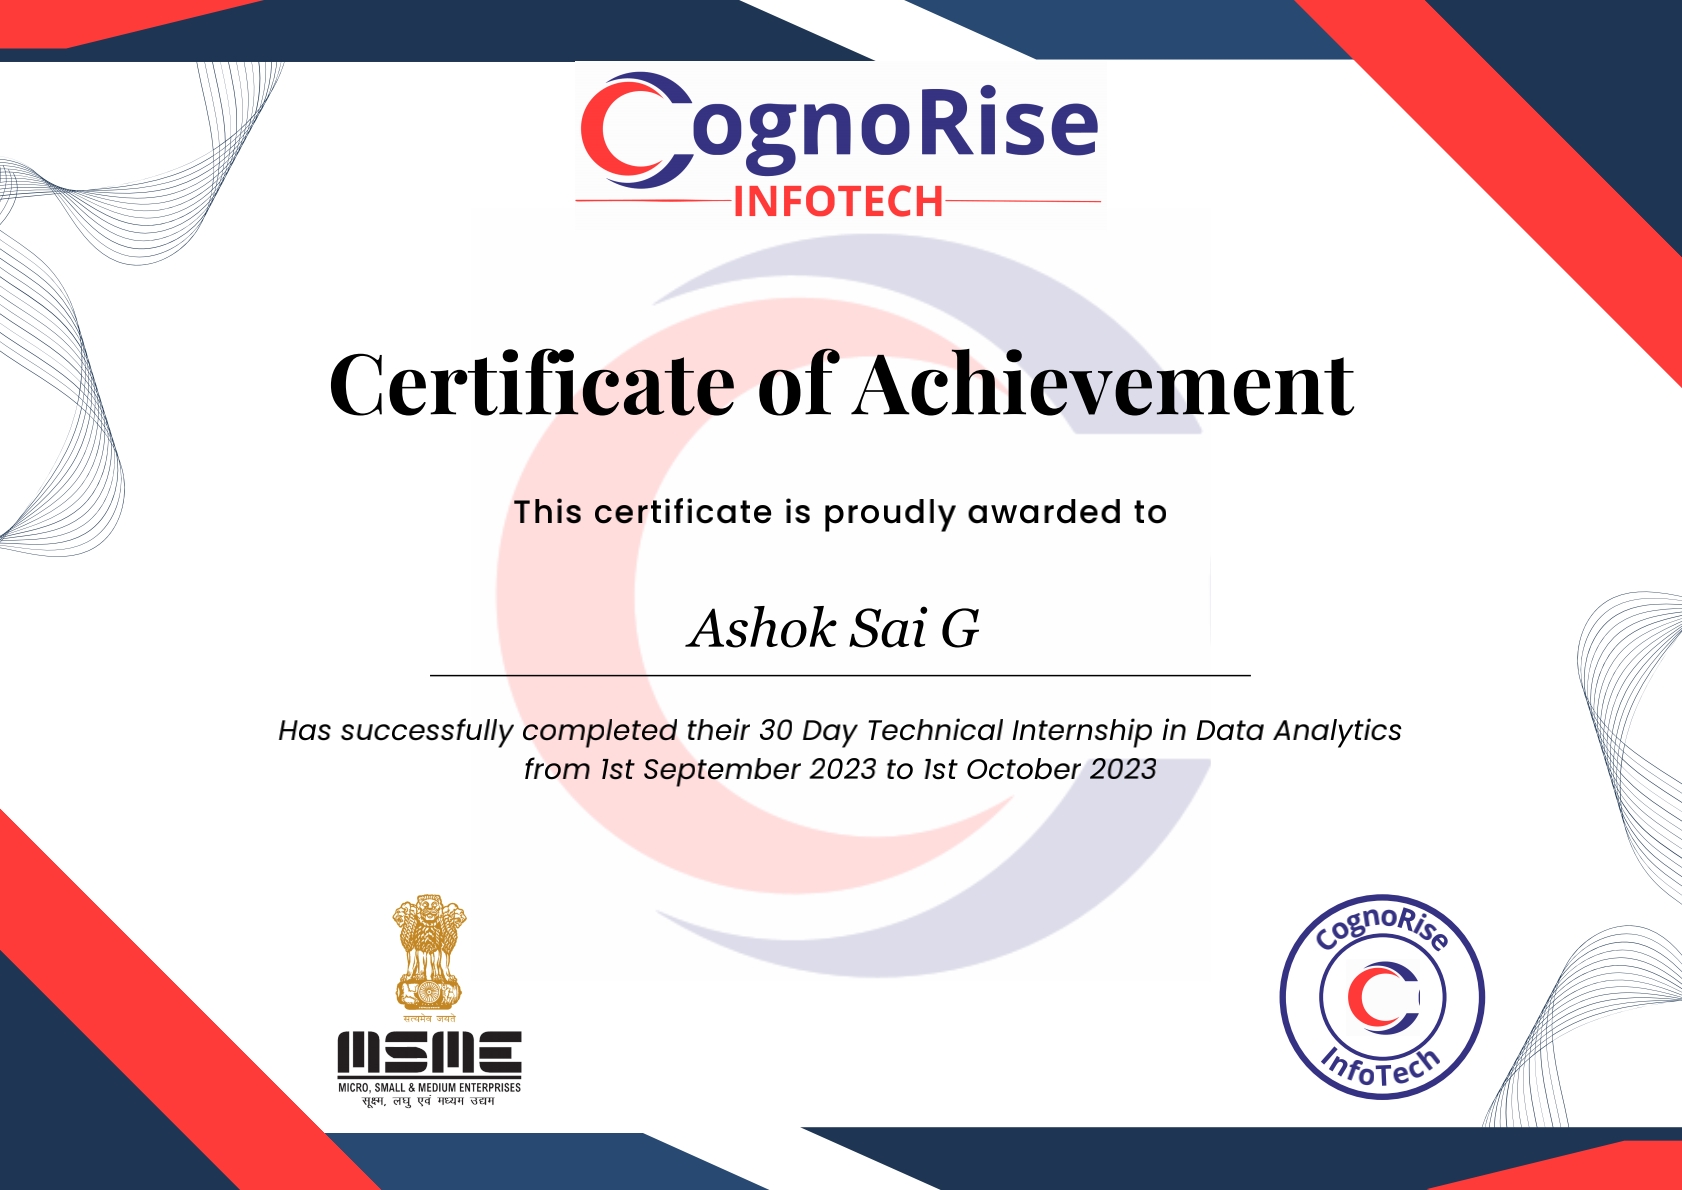 CognoRise
INFOTECH
Certificate of Achievement
This certificate is proudly awarded to
Ashok Sai G
Has successfully completed their 30 Day Technical Internship in Data Analytics
from 1st September 2023 to 1st October 2023
सत्यमेव जयते
MSME
MICRO, SMALL & MEDIUM ENTERPRISES
सूक्ष्म, लघु एवं मध्यम उद्यम
CognoRise
InfoTech